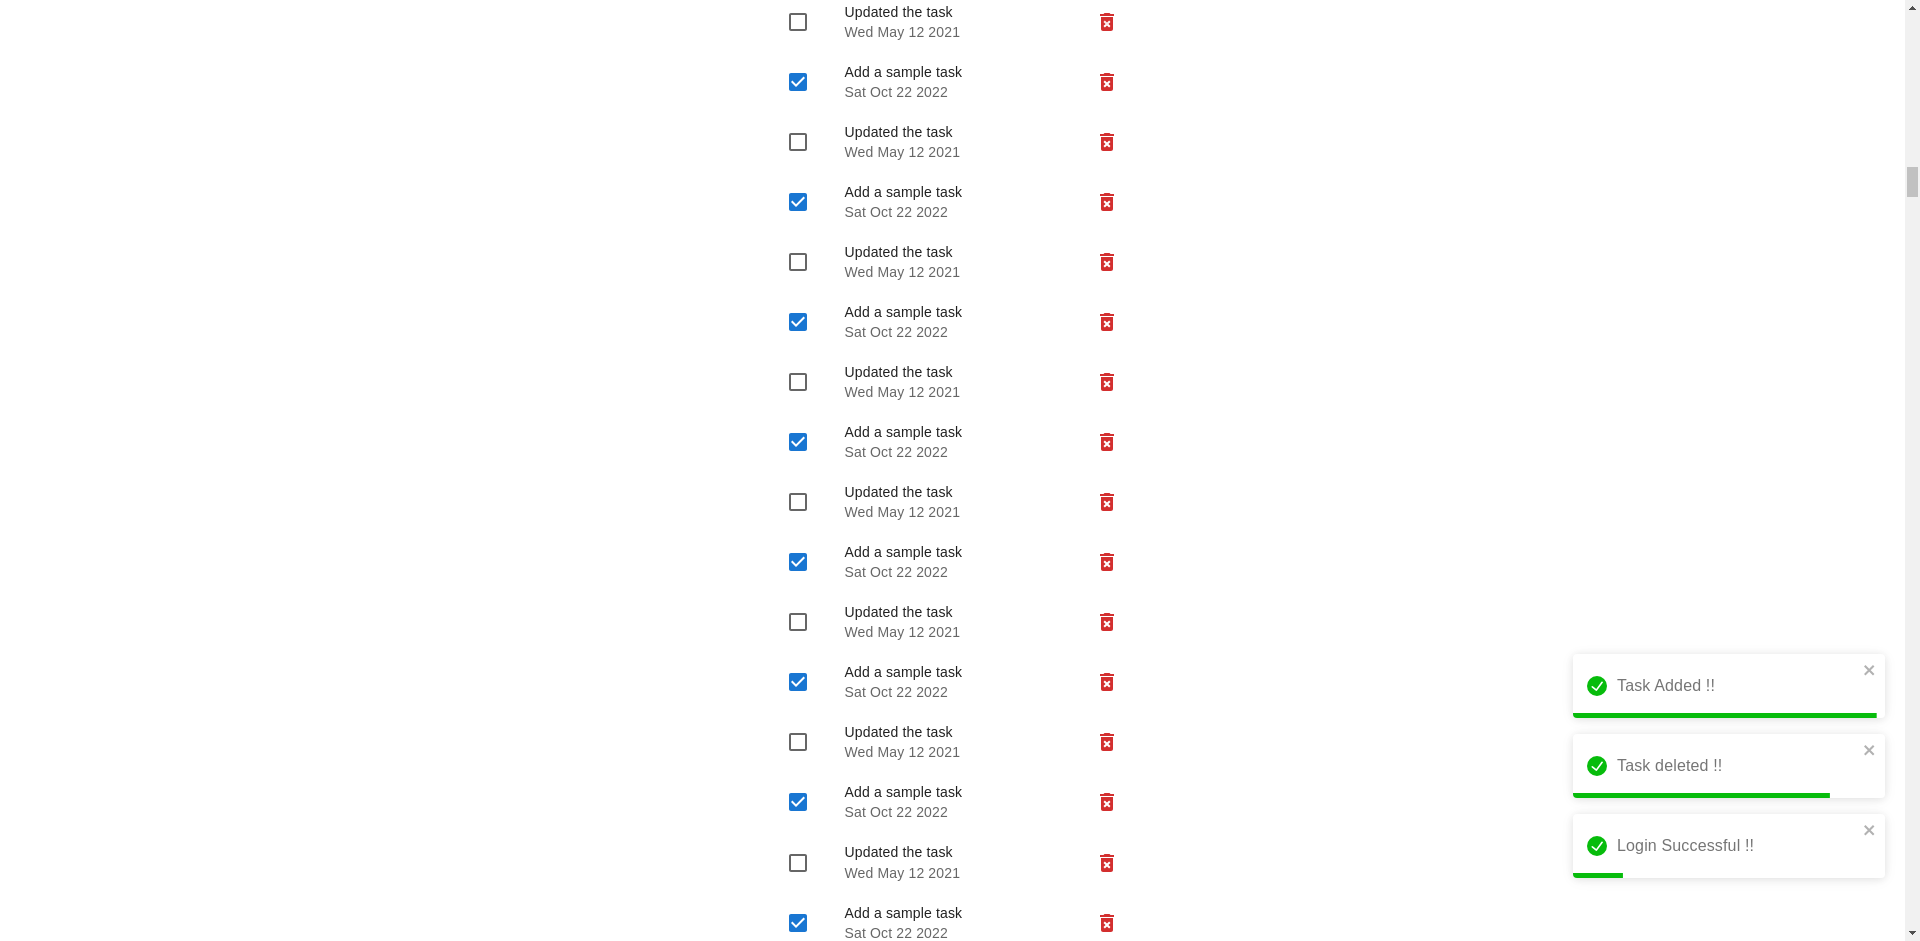 Updated the task
Wed May 12 2021
Add a sample task
Sat Oct 22 2022
Updated the task
Wed May 12 2021
Add a sample task
Sat Oct 22 2022
Updated the task
Wed May 12 2021
Add a sample task
Sat Oct 22 2022
Updated the task
Wed May 12 2021
Add a sample task
Sat Oct 22 2022
Updated the task
Wed May 12 2021
Add a sample task
Sat Oct 22 2022
Updated the task
Wed May 12 2021
Add a sample task
Sat Oct 22 2022
Updated the task
Wed May 12 2021
Add a sample task
Sat Oct 22 2022
Updated the task
Wed May 12 2021
Add a sample task
Sat Oct 22 2022
Task Added !!
Task deleted !!
Login Successful !!